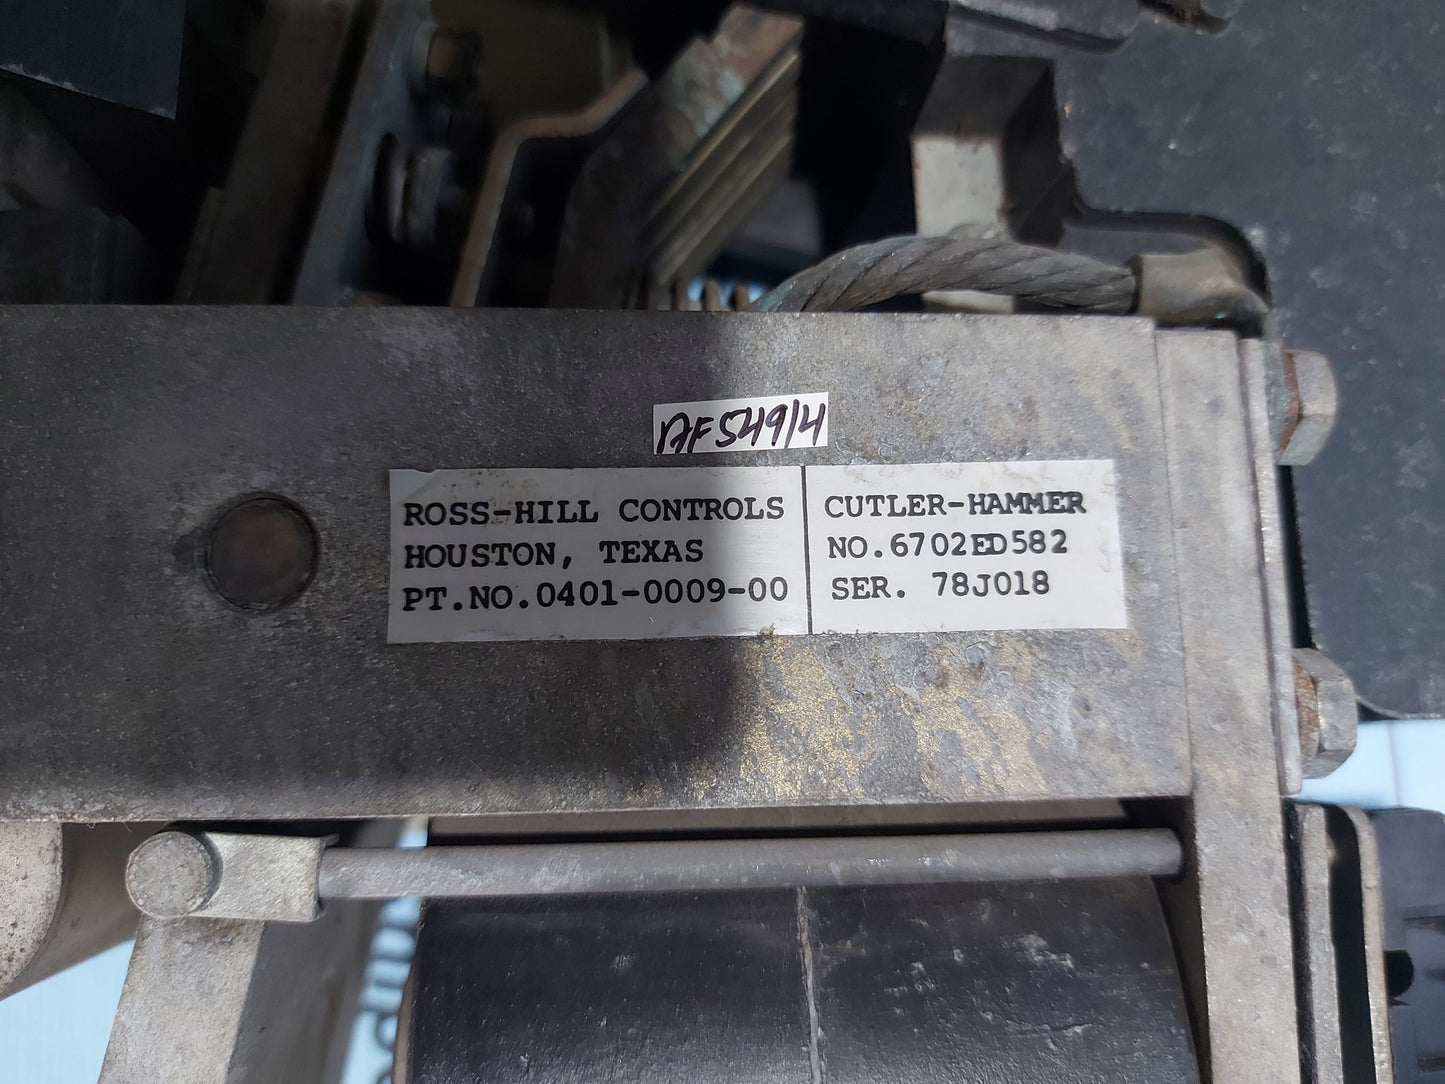 AF54914
ROSS-HILL CONTROLS
HOUSTON, TEXAS
PT.NO.0401-0009-00
CUTLER-HAMMER
NO.6702ED582
SER. 78J018